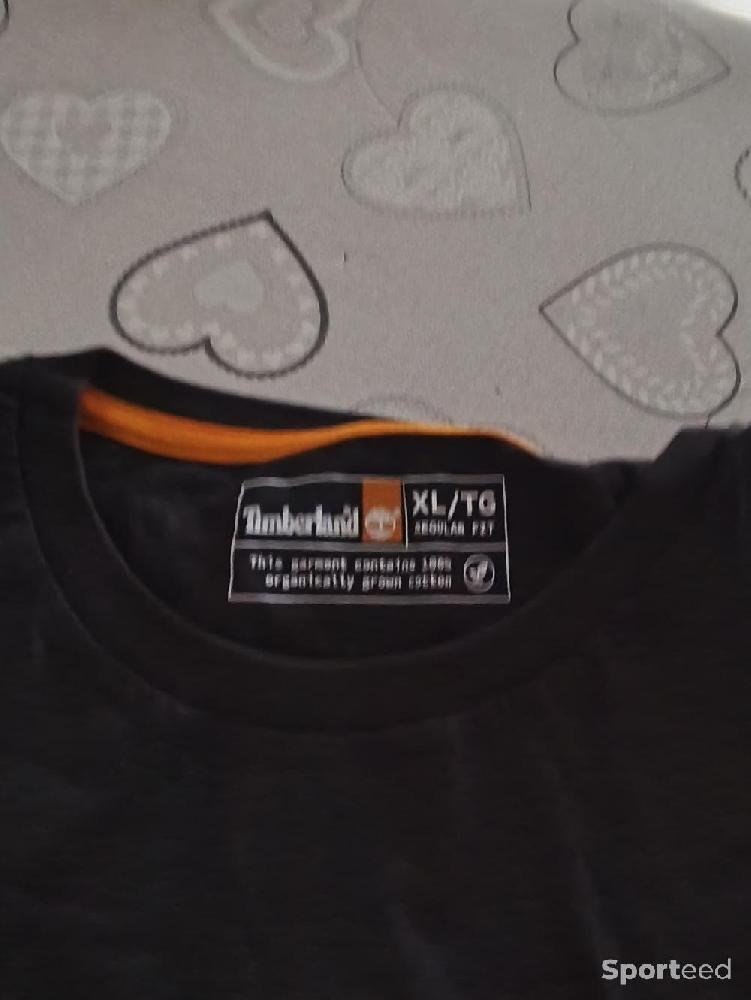 Timberland
XL/TG
REGULAR FIT
This garment contains 100%
organically grown cotton
Sporteed